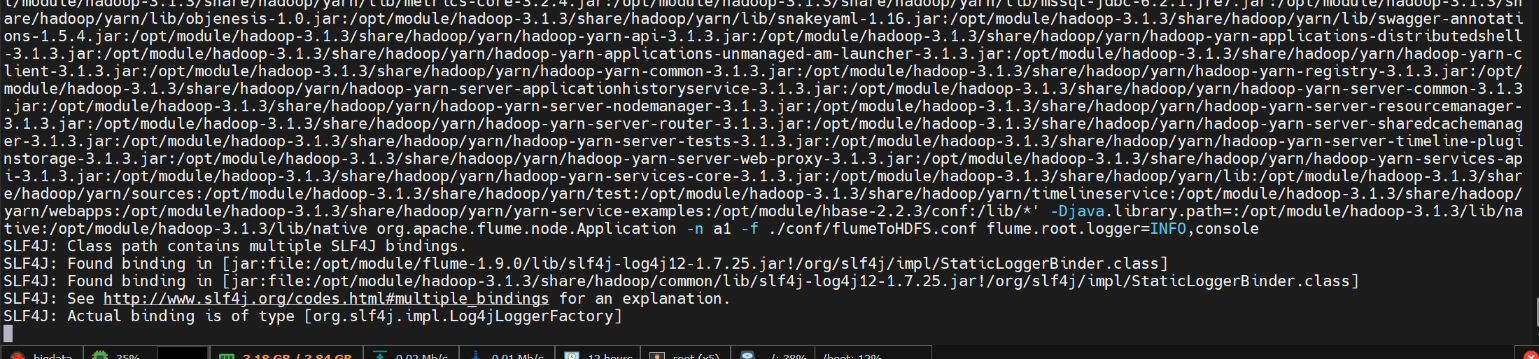 t/module/hadoop-3.1.3/share/hadoop/yarn/lib/metrics-core-3.2.4.jar:/opt/module/hadoop-3.1.3/share/hadoop/yarn/lib/mssql-jdbc-6.2.1.jre7.jar:/opt/module/hadoop-3.1.3/sh
are/hadoop/yarn/lib/objenesis-1.0.jar:/opt/module/hadoop-3.1.3/share/hadoop/yarn/lib/snakeyaml-1.16.jar:/opt/module/hadoop-3.1.3/share/hadoop/yarn/lib/swagger-annotati
ons-1.5.4.jar:/opt/module/hadoop-3.1.3/share/hadoop/yarn/hadoop-yarn-api-3.1.3.jar:/opt/module/hadoop-3.1.3/share/hadoop/yarn/hadoop-yarn-applications-distributedshell
-3.1.3.jar:/opt/module/hadoop-3.1.3/share/hadoop/yarn/hadoop-yarn-applications-unmanaged-am-launcher-3.1.3.jar:/opt/module/hadoop-3.1.3/share/hadoop/yarn/hadoop-yarn-c
lient-3.1.3.jar:/opt/module/hadoop-3.1.3/share/hadoop/yarn/hadoop-yarn-common-3.1.3.jar:/opt/module/hadoop-3.1.3/share/hadoop/yarn/hadoop-yarn-registry-3.1.3.jar:/opt/
module/hadoop-3.1.3/share/hadoop/yarn/hadoop-yarn-server-applicationhistoryservice-3.1.3.jar:/opt/module/hadoop-3.1.3/share/hadoop/yarn/hadoop-yarn-server-common-3.1.3
.jar:/opt/module/hadoop-3.1.3/share/hadoop/yarn/hadoop-yarn-server-nodemanager-3.1.3.jar:/opt/module/hadoop-3.1.3/share/hadoop/yarn/hadoop-yarn-server-resourcemanager-
3.1.3.jar:/opt/module/hadoop-3.1.3/share/hadoop/yarn/hadoop-yarn-server-router-3.1.3.jar:/opt/module/hadoop-3.1.3/share/hadoop/yarn/hadoop-yarn-server-sharedcachemanag
er-3.1.3.jar:/opt/module/hadoop-3.1.3/share/hadoop/yarn/hadoop-yarn-server-tests-3.1.3.jar:/opt/module/hadoop-3.1.3/share/hadoop/yarn/hadoop-yarn-server-timeline-plugi
nstorage-3.1.3.jar:/opt/module/hadoop-3.1.3/share/hadoop/yarn/hadoop-yarn-server-web-proxy-3.1.3.jar:/opt/module/hadoop-3.1.3/share/hadoop/yarn/hadoop-yarn-services-ap
i-3.1.3.jar:/opt/module/hadoop-3.1.3/share/hadoop/yarn/hadoop-yarn-services-core-3.1.3.jar:/opt/module/hadoop-3.1.3/share/hadoop/yarn/lib:/opt/module/hadoop-3.1.3/shar
e/hadoop/yarn/sources:/opt/module/hadoop-3.1.3/share/hadoop/yarn/test:/opt/module/hadoop-3.1.3/share/hadoop/yarn/timelineservice:/opt/module/hadoop-3.1.3/share/hadoop/
yarn/webapps:/opt/module/hadoop-3.1.3/share/hadoop/yarn/yarn-service-examples:/opt/module/hbase-2.2.3/conf:/lib/*' -Djava.library.path=:/opt/module/hadoop-3.1.3/lib/na
tive:/opt/module/hadoop-3.1.3/lib/native org.apache.flume.node.Application -n a1 -f ./conf/flumeToHDFS.conf flume.root.logger=INFO,console
SLF4J: Class path contains multiple SLF4J bindings.
SLF4J: Found binding in [jar:file:/opt/module/flume-1.9.0/lib/slf4j-log4j12-1.7.25.jar!/org/slf4j/impl/StaticLoggerBinder.class]
SLF4J: Found binding in [jar:file:/opt/module/hadoop-3.1.3/share/hadoop/common/lib/slf4j-log4j12-1.7.25.jar!/org/slf4j/impl/StaticLoggerBinder.class]
SLF4J: See http://www.slf4j.org/codes.html#multiple_bindings for an explanation.
SLF4J: Actual binding is of type [org.slf4j.impl.Log4jLoggerFactory]
bigdata 35% 3.18 GB / 3.84 GB 0.02 Mb/s 0.01 Mb/s 12 hours root (x5) /: 38% /boot: 12%